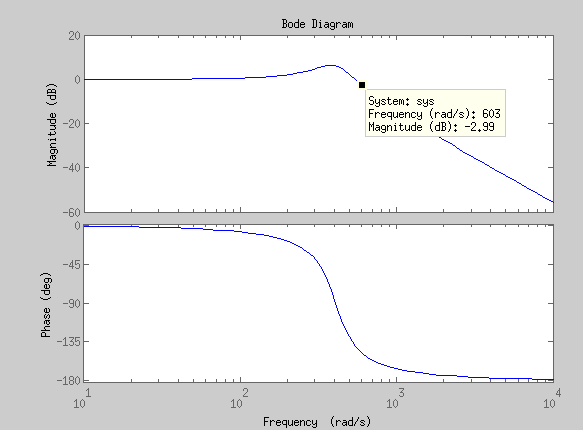 Bode Diagram
20
0
-20
-40
-60
Magnitude (dB)
System: sys
Frequency (rad/s): 603
Magnitude (dB): -2.99
0
-45
-90
-135
-180
Phase (deg)
10 1
10 2
10 3
10 4
Frequency (rad/s)